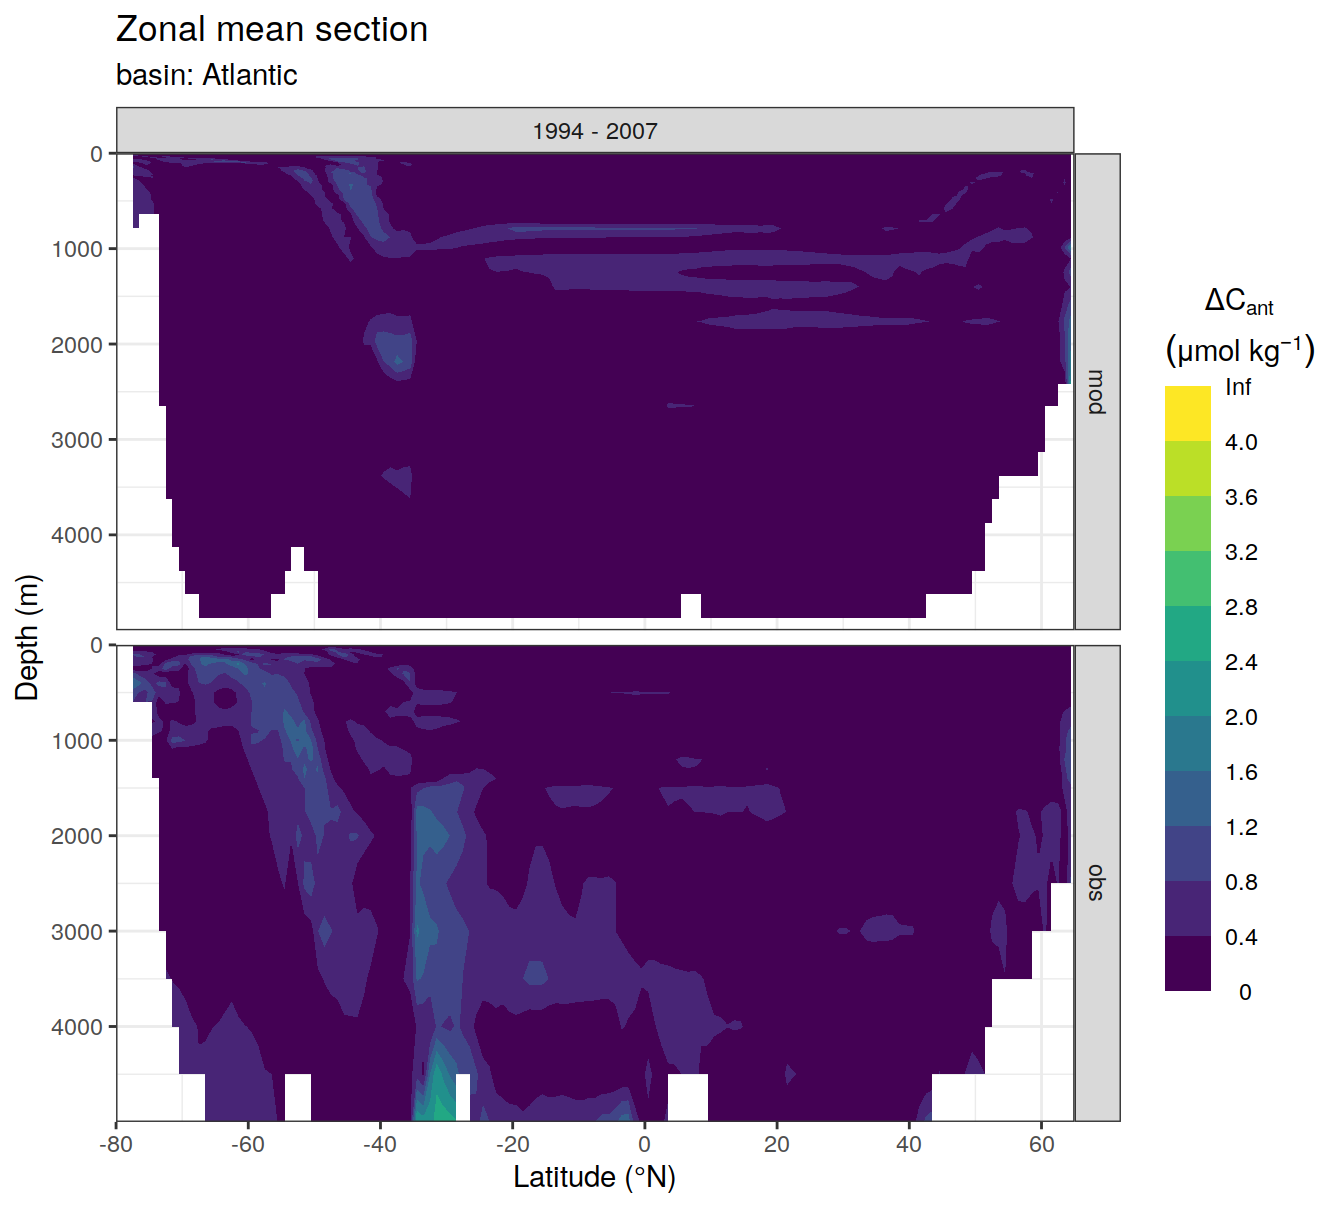 Zonal mean section
basin: Atlantic
1994 - 2007
0
1000
2000
3000
4000
mod
0
1000
2000
3000
4000
obs
-80
-60
-40
-20
0
20
40
60
Latitude (°N)
Depth (m)
ΔCant
(μmol kg⁻¹)
Inf
4.0
3.6
3.2
2.8
2.4
2.0
1.6
1.2
0.8
0.4
0